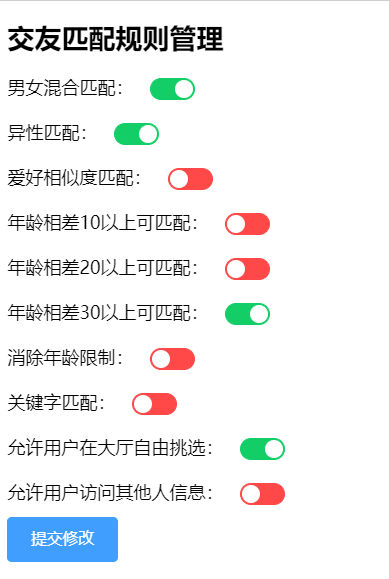 交友匹配规则管理
男女混合匹配：
异性匹配：
爱好相似度匹配：
年龄相差10以上可匹配：
年龄相差20以上可匹配：
年龄相差30以上可匹配：
消除年龄限制：
关键字匹配：
允许用户在大厅自由挑选：
允许用户访问其他人信息：
提交修改